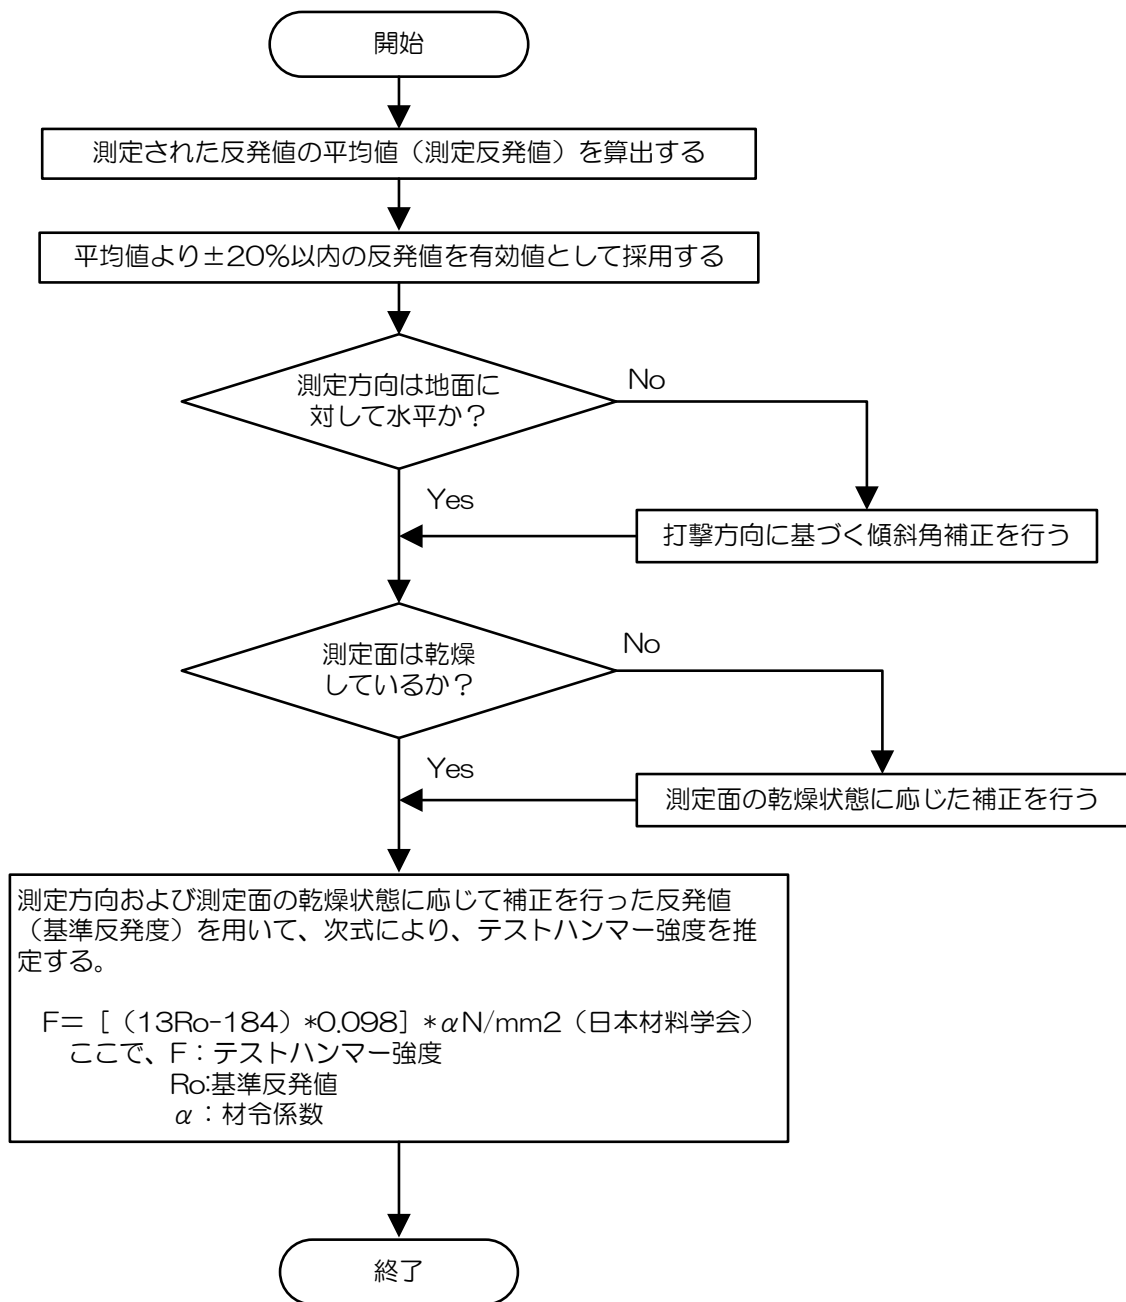 開始
測定された反発値の平均値（測定反発値）を算出する
平均値より±20%以内の反発値を有効値として採用する
測定方向は地面に
対して水平か？
No
Yes
打撃方向に基づく傾斜角補正を行う
測定面は乾燥
しているか？
No
Yes
測定面の乾燥状態に応じた補正を行う
測定方向および測定面の乾燥状態に応じて補正を行った反発値
（基準反発度）を用いて、次式により、テストハンマー強度を推
定する。
F＝［（13Ro-184）*0.098］*αN/mm2（日本材料学会）
ここで、F：テストハンマー強度
Ro:基準反発値
α：材令係数
終了